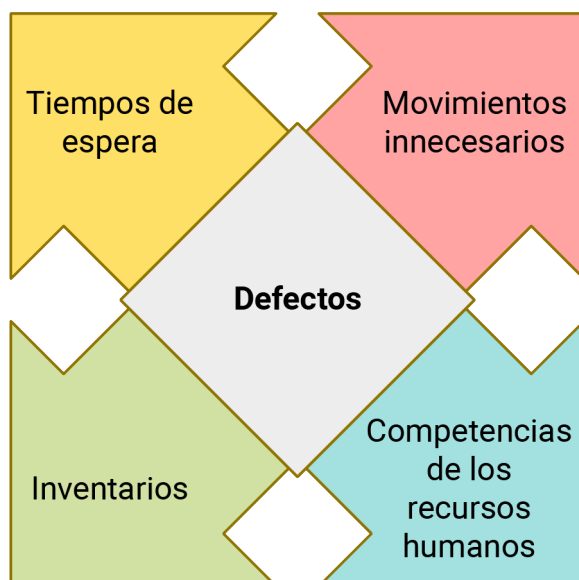 Tiempos de
espera
Movimientos
innecesarios
Defectos
Inventarios
Competencias
de los
recursos
humanos